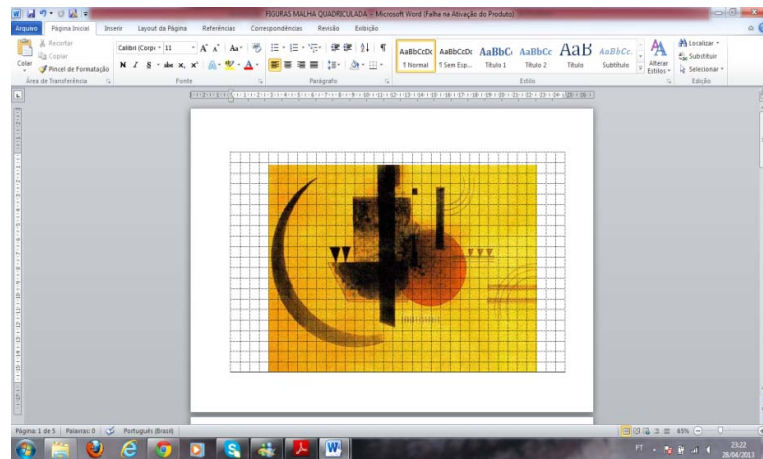 FIGURAS MALHA QUADRICULADA - Microsoft Word (Falha na Ativação do Produto)
Arquivo Página Inicial Inserir Layout da Página Referências Correspondências Revisão Exibição
Colar
Recortar
Copiar
Pincel de Formatação
Área de Transferência
Calibri (Corpo 11
N I S abc
Fonte
Parágrafo
AaBbCcDc AaBbCcDc AaBbC AaBbCc AaB AaBbCc.
¶ Normal ¶ Sem Esp... Título 1 Título 2 Título Subtítulo
Alterar Estilos
Estilo
Localizar
Substituir
Selecionar
Edição
Página: 1 de 5 Palavras: 0 Português (Brasil) 65%
PT 23:22
28/04/2013